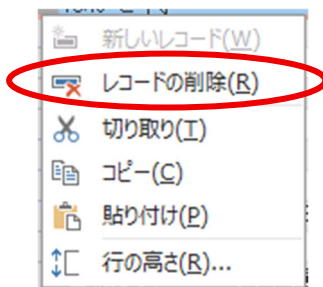 新しいレコード(W)
レコードの削除(R)
切り取り(T)
コピー(C)
貼り付け(P)
行の高さ(R)...